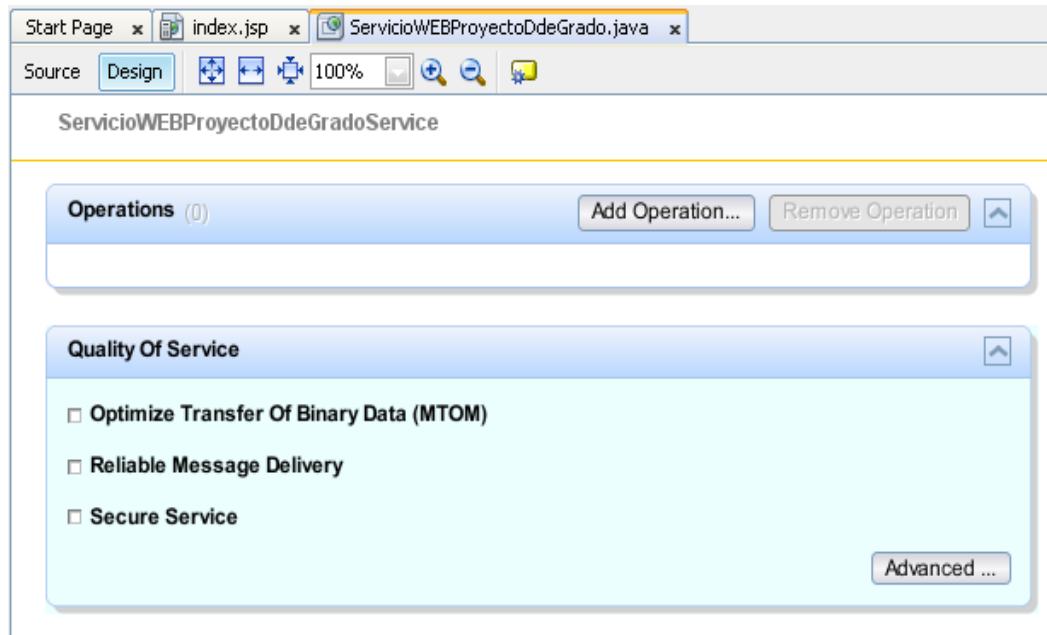 Start Page x index.jsp x ServicioWEBProyectoDdeGrado.java x
Source Design 100%
ServicioWEBProyectoDdeGradoService
Operations (0) Add Operation... Remove Operation
Quality Of Service
Optimize Transfer Of Binary Data (MTOM)
Reliable Message Delivery
Secure Service
Advanced ...